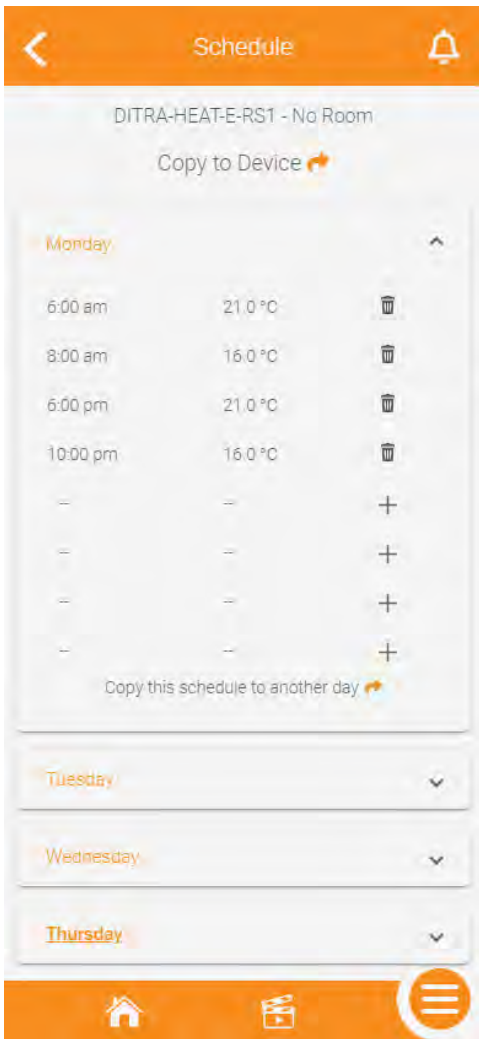 Schedule
DITRA-HEAT-E-RS1 - No Room
Copy to Device
Monday
6:00 am 21.0 °C
8:00 am 16.0 °C
6:00 pm 21.0 °C
10:00 pm 16.0 °C
-- --
-- --
-- --
-- --
Copy this schedule to another day
Tuesday
Wednesday
Thursday